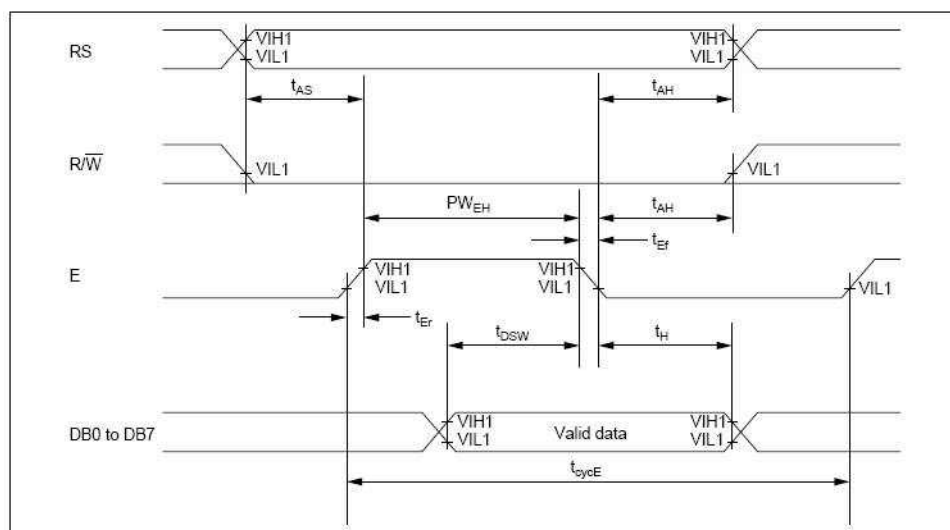 RS
VIH1
VIL1
VIH1
VIL1
tAS
tAH
R/W̅
VIL1
VIL1
PWEH
tAH
tEf
E
VIH1
VIL1
VIH1
VIL1
VIL1
tEr
tDSW
tH
DB0 to DB7
VIH1
VIL1
Valid data
VIH1
VIL1
tcycE